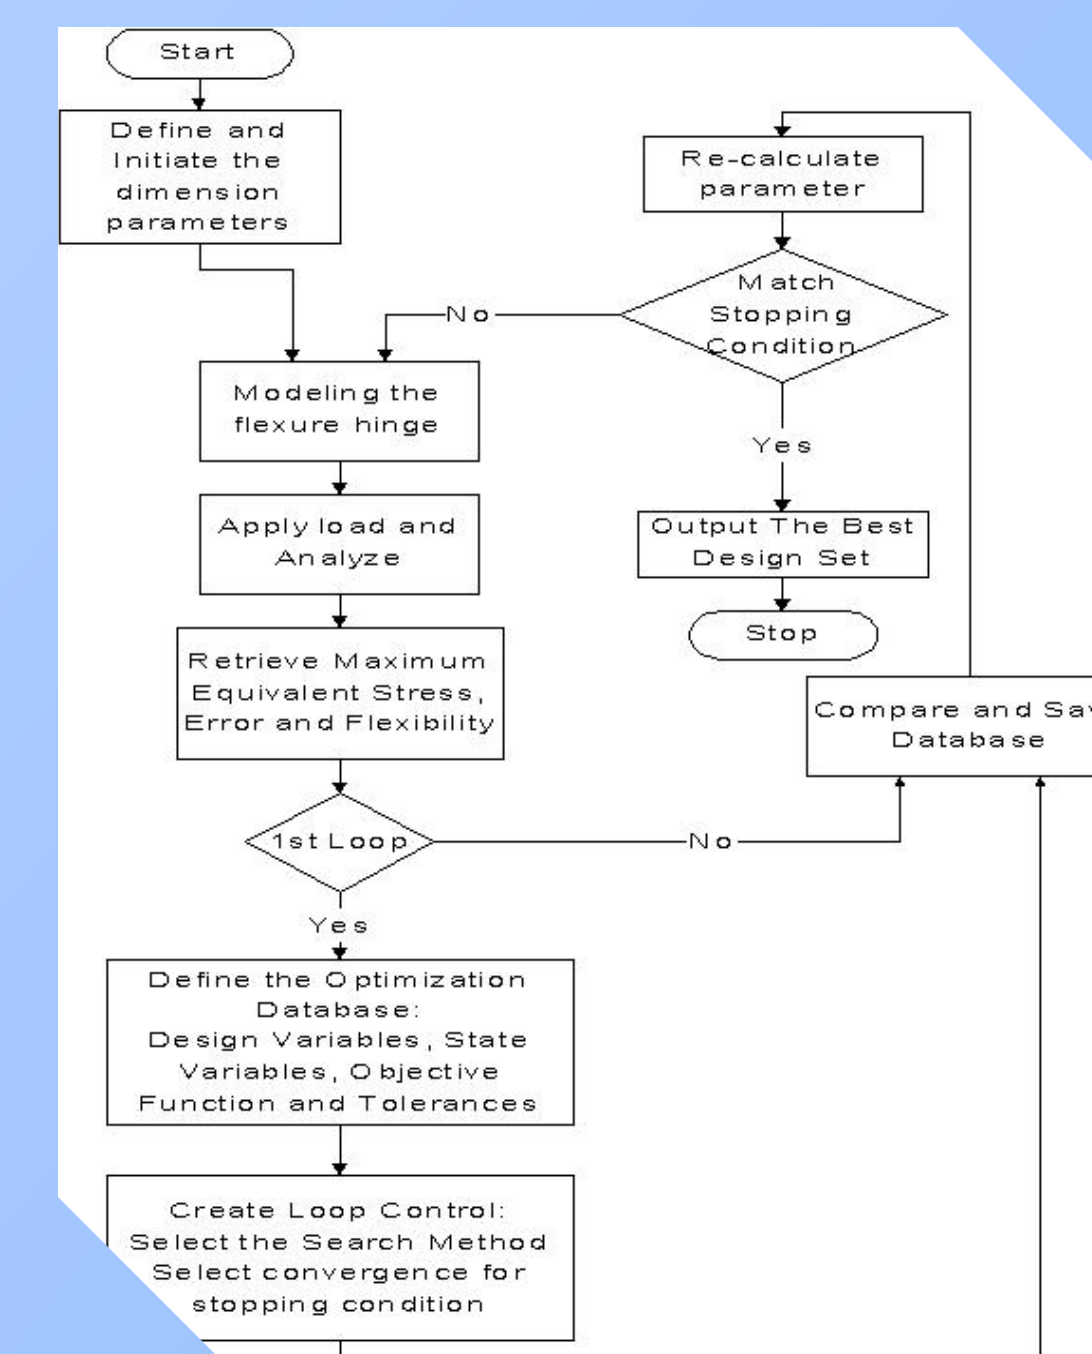 Start
Define and
Initiate the
dimension
parameters
Re-calculate
parameter
Match
Stopping
Condition
No
Modeling the
flexure hinge
Yes
Apply load and
Analyze
Output The Best
Design Set
Stop
Retrieve Maximum
Equivalent Stress,
Error and Flexibility
Compare and
Database
1st Loop
No
Yes
Define the Optimization
Database:
Design Variables, State
Variables, Objective
Function and Tolerances
Create Loop Control:
Select the Search Method
Select convergence for
stopping condition